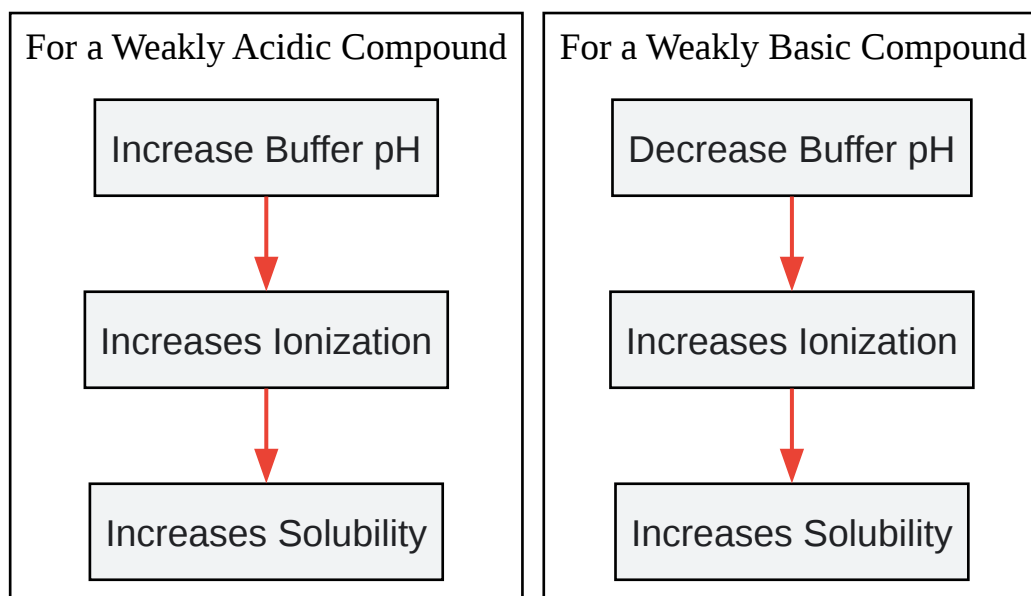 For a Weakly Acidic Compound
Increase Buffer pH
Increases Ionization
Increases Solubility
For a Weakly Basic Compound
Decrease Buffer pH
Increases Ionization
Increases Solubility